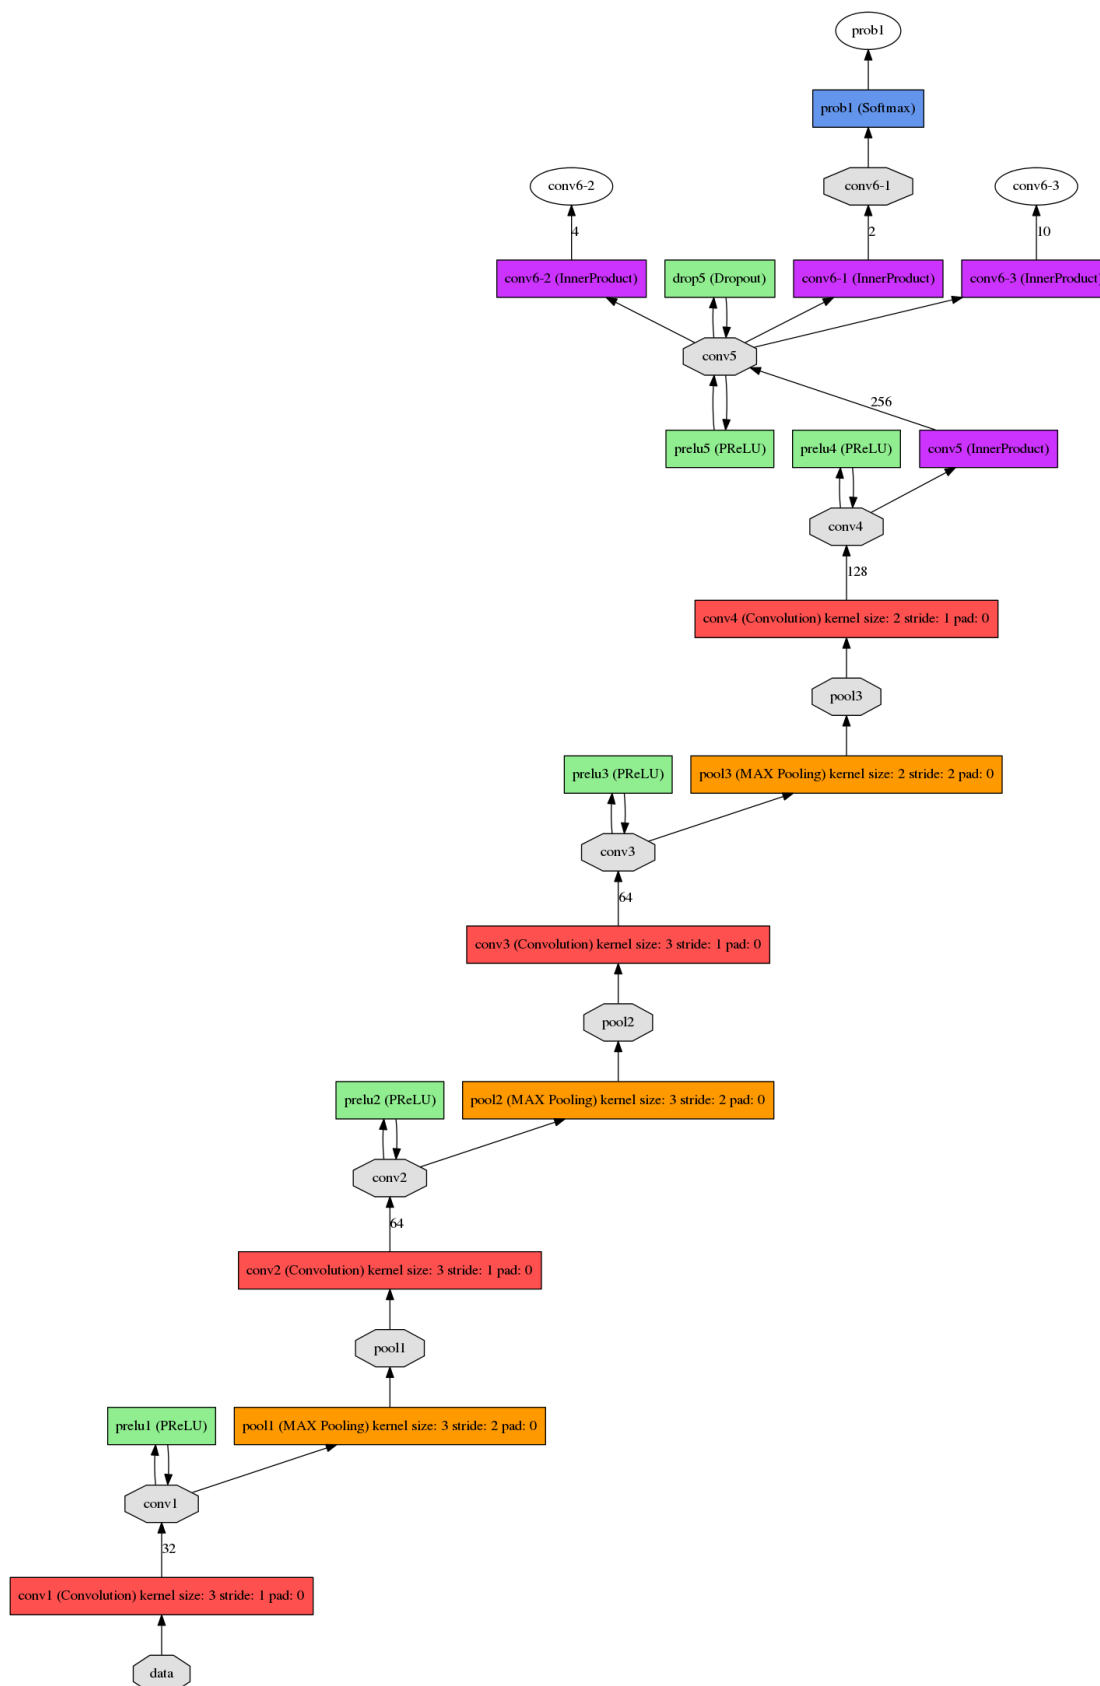 prob1
prob1 (Softmax)
conv6-2
conv6-1
conv6-3
4
2
10
conv6-2 (InnerProduct)
drop5 (Dropout)
conv6-1 (InnerProduct)
conv6-3 (InnerProduct)
conv5
256
prelu5 (PReLU)
prelu4 (PReLU)
conv5 (InnerProduct)
conv4
128
conv4 (Convolution) kernel size: 2 stride: 1 pad: 0
pool3
prelu3 (PReLU)
pool3 (MAX Pooling) kernel size: 2 stride: 2 pad: 0
conv3
64
conv3 (Convolution) kernel size: 3 stride: 1 pad: 0
pool2
prelu2 (PReLU)
pool2 (MAX Pooling) kernel size: 3 stride: 2 pad: 0
conv2
64
conv2 (Convolution) kernel size: 3 stride: 1 pad: 0
pool1
prelu1 (PReLU)
pool1 (MAX Pooling) kernel size: 3 stride: 2 pad: 0
conv1
32
conv1 (Convolution) kernel size: 3 stride: 1 pad: 0
data